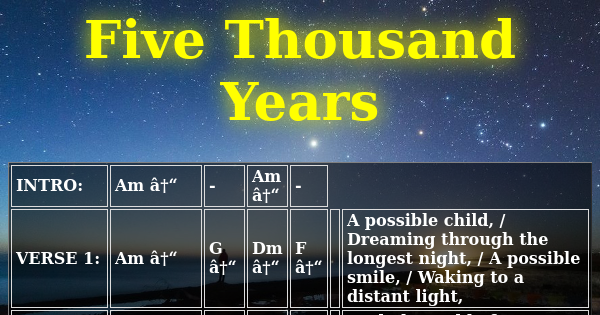 Five Thousand
Years
INTRO: Am â†“ - Am â†“ -
VERSE 1: Am â†“ G â†“ Dm â†“ F â†“
A possible child, /
Dreaming through the
longest night, / A possible
smile, / Waking to a
distant light,